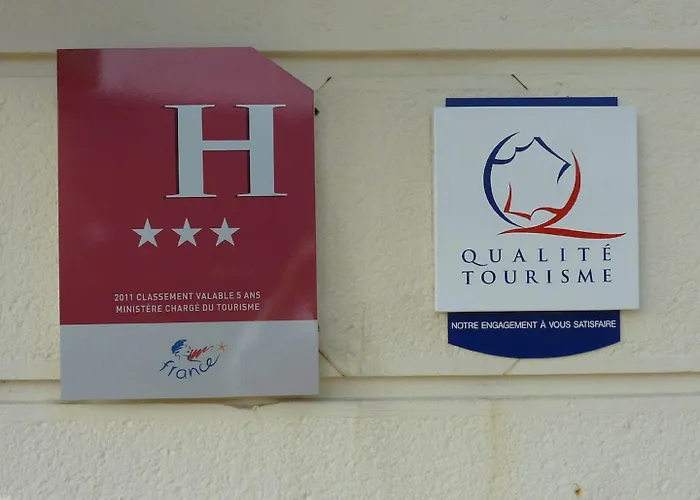 H
2011 CLASSEMENT VALABLE 5 ANS
MINISTÈRE CHARGÉ DU TOURISME
france
QUALITÉ
TOURISME
NOTRE ENGAGEMENT À VOUS SATISFAIRE